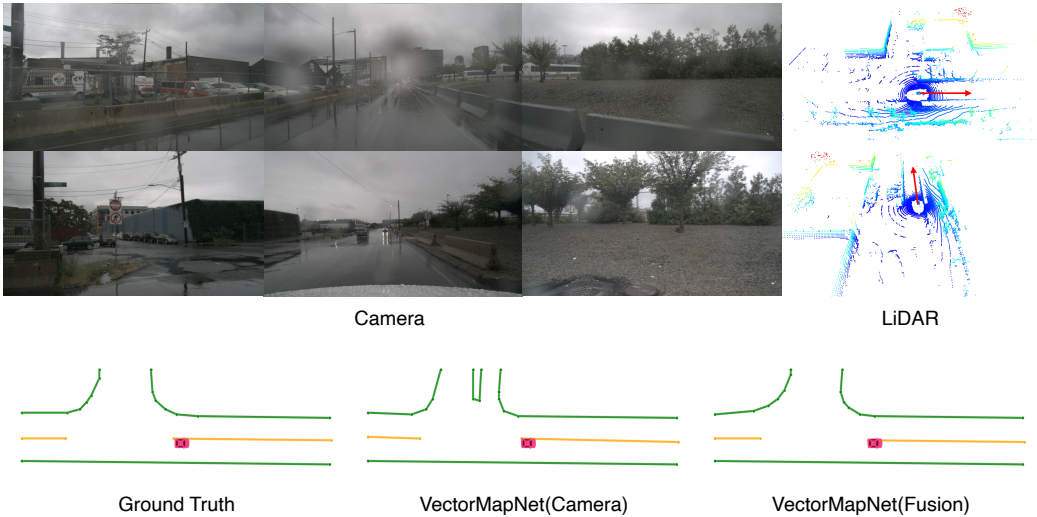 Camera
LiDAR
Ground Truth
VectorMapNet(Camera)
VectorMapNet(Fusion)